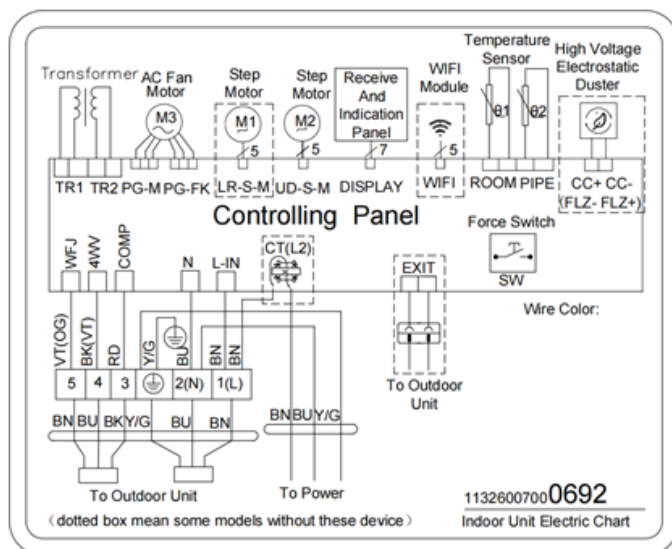 Transformer
AC Fan
Motor
M3
Step
Motor
M1
5
Step
Motor
M2
5
Receive
And
Indication
Panel
7
WIFI
Module
5
Temperature
Sensor
θ1
θ2
High Voltage
Electrostatic
Duster
TR1 TR2 PG-M PG-FK LR-S-M UD-S-M DISPLAY WIFI ROOM PIPE CC+ CC-
(FLZ- FLZ+)
Controlling Panel
Force Switch
SW
WFJ
4WV
COMP
N
L-IN
CT(L2)
EXIT
Wire Color:
VT(OG)
BK(VT)
RD
Y/G
BU
BN
BN
5 4 3 2(N) 1(L)
To Outdoor
Unit
BN BU BK Y/G BU BN
BN BU Y/G
To Outdoor Unit
To Power
11326007000692
(dotted box mean some models without these device)
Indoor Unit Electric Chart